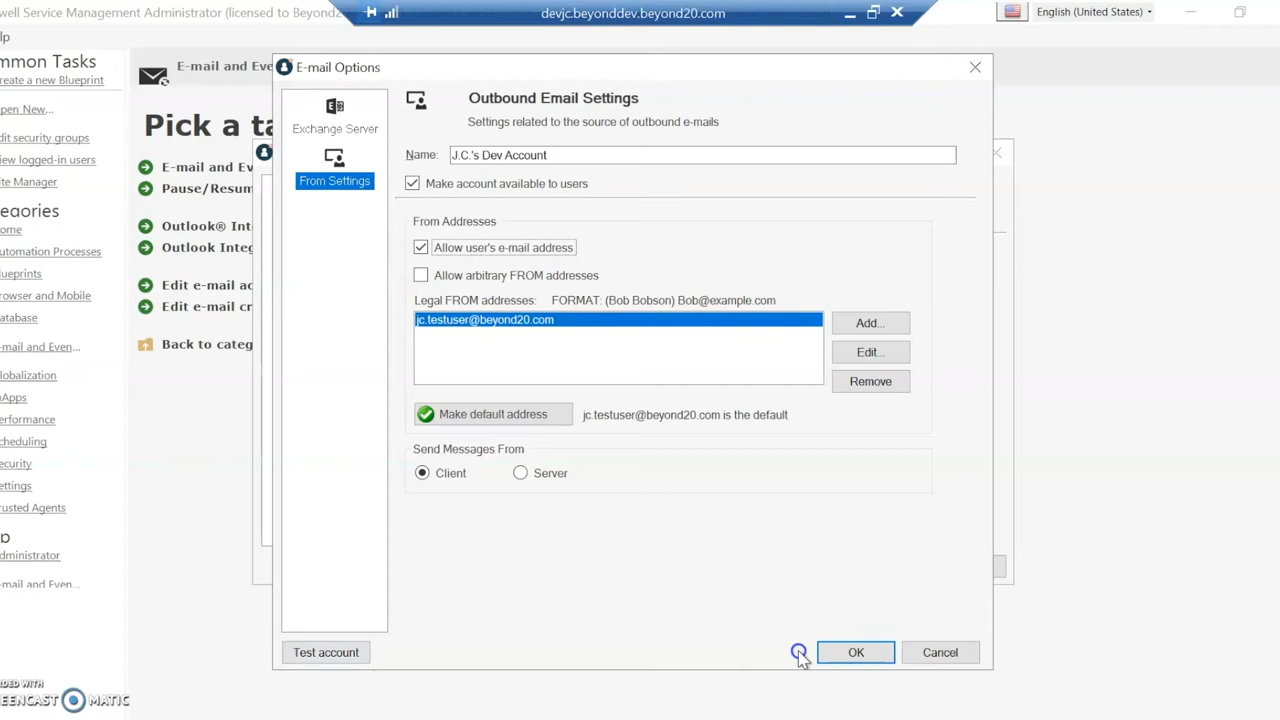 well Service Management Administrator (licensed to Beyond2
devjc.beyonddev.beyond20.com
English (United States)
lp
mmon Tasks
reate a new Blueprint
pen New...
dit security groups
iew logged-in users
ite Manager
egories
ome
utomation Processes
lueprints
rowser and Mobile
atabase
-mail and Even...
lobalization
Apps
erformance
cheduling
ecurity
ettings
rusted Agents
p
dministrator
-mail and Even...
E-mail and Eve
Pick a ta
E-mail and Ev
Pause/Resum
Outlook® Int
Outlook Integ
Edit e-mail ac
Edit e-mail cr
Back to categ
E-mail Options
Exchange Server
From Settings
Outbound Email Settings
Settings related to the source of outbound e-mails
Name: J.C.'s Dev Account
Make account available to users
From Addresses
Allow user's e-mail address
Allow arbitrary FROM addresses
Legal FROM addresses: FORMAT: (Bob Bobson) Bob@example.com
jc.testuser@beyond20.com
Add...
Edit...
Remove
Make default address jc.testuser@beyond20.com is the default
Send Messages From
Client Server
Test account OK Cancel
RDED WITH
EENCAST MATIC